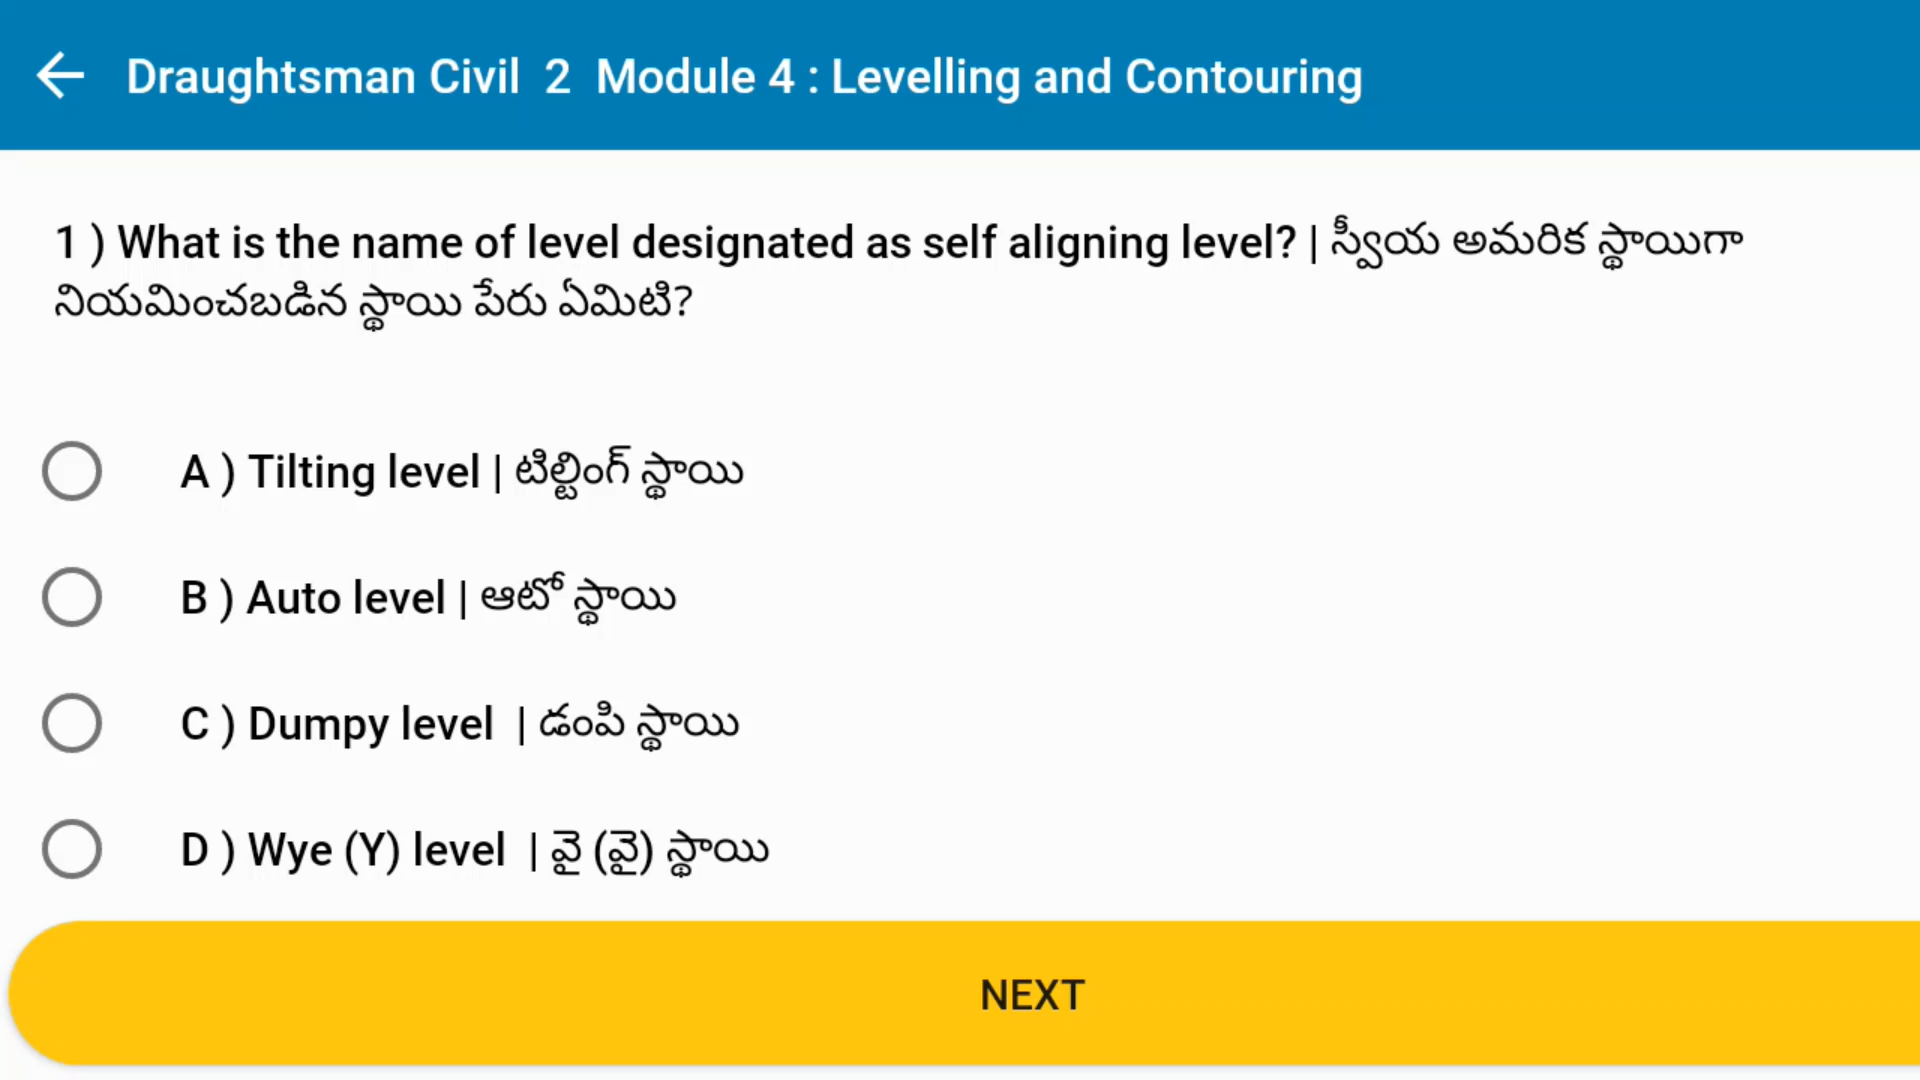 Draughtsman Civil 2 Module 4 : Levelling and Contouring
1 ) What is the name of level designated as self aligning level? | స్వీయ అమరిక స్థాయిగా
నియమించబడిన స్థాయి పేరు ఏమిటి?
A ) Tilting level | టిల్టింగ్ స్థాయి
B ) Auto level | ఆటో స్థాయి
C ) Dumpy level | డంపి స్థాయి
D ) Wye (Y) level | వై (వై) స్థాయి
NEXT